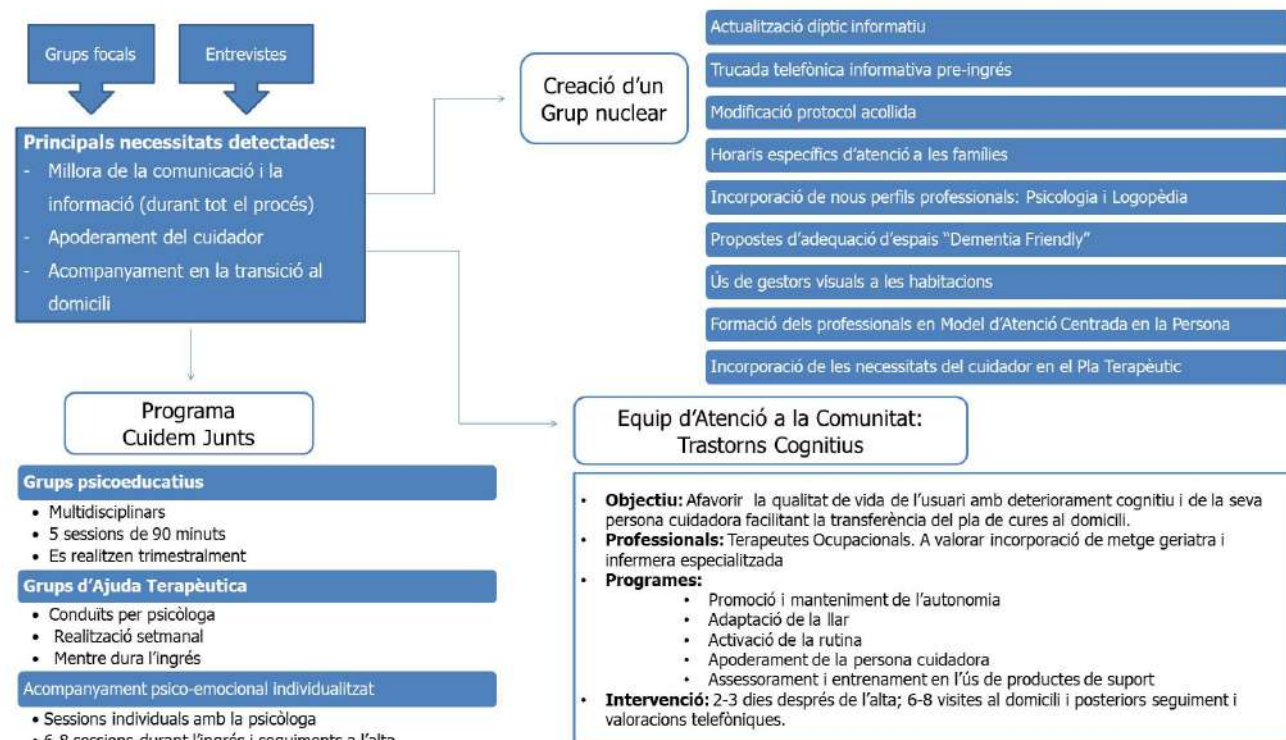 Grups focals
Entrevistes
Principals necessitats detectades:
- Millora de la comunicació i la
informació (durant tot el procés)
- Apoderament del cuidador
- Acompanyament en la transició al
domicili
Creació d'un
Grup nuclear
Actualització díptic informatiu
Trucada telefònica informativa pre-ingrés
Modificació protocol acollida
Horaris específics d'atenció a les famílies
Incorporació de nous perfils professionals: Psicologia i Logopèdia
Propostes d'adequació d'espais "Dementia Friendly"
Ús de gestors visuals a les habitacions
Formació dels professionals en Model d'Atenció Centrada en la Persona
Incorporació de les necessitats del cuidador en el Pla Terapèutic
Programa
Cuidem Junts
Grups psicoeducatius
• Multidisciplinars
• 5 sessions de 90 minuts
• Es realitzen trimestralment
Grups d'Ajuda Terapèutica
• Conduïts per psicòloga
• Realització setmanal
• Mentre dura l'ingrés
Acompanyament psico-emocional individualitzat
• Sessions individuals amb la psicòloga
• 6-8 sessions durant l'ingrés i seguiments a l'alta
Equip d'Atenció a la Comunitat:
Trastorns Cognitius
• Objectiu: Afavorir la qualitat de vida de l'usuari amb deteriorament cognitiu i de la seva
persona cuidadora facilitant la transferència del pla de cures al domicili.
• Professionals: Terapeutes Ocupacionals. A valorar incorporació de metge geriatra i
infermera especialitzada
• Programes:
• Promoció i manteniment de l'autonomia
• Adaptació de la llar
• Activació de la rutina
• Apoderament de la persona cuidadora
• Assessorament i entrenament en l'ús de productes de suport
• Intervenció: 2-3 dies després de l'alta; 6-8 visites al domicili i posteriors seguiment i
valoracions telefòniques.